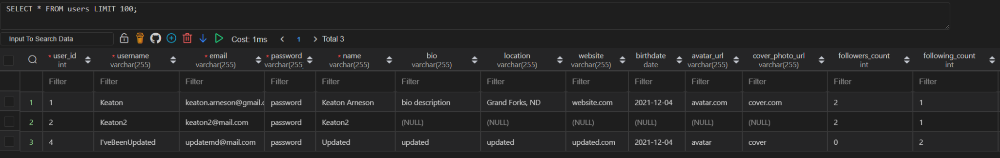 SELECT * FROM users LIMIT 100;
Input To Search Data Cost: 1ms < 1 > Total 3
* user_id * username * email * password * name bio location website birthdate avatar_url cover_photo_url followers_count following_count
int varchar(255) varchar(255) varchar(255) varchar(255) varchar(255) varchar(255) varchar(255) date varchar(255) varchar(255) int int
Filter Filter Filter Filter Filter Filter Filter Filter Filter Filter Filter Filter Filter
1 1 Keaton keaton.arneson@gmail.c password Keaton Arneson bio description Grand Forks, ND website.com 2021-12-04 avatar.com cover.com 2 1
2 2 Keaton2 keaton2@mail.com password Keaton2 (NULL) (NULL) (NULL) (NULL) (NULL) (NULL) 2 1
3 4 I'veBeenUpdated updatemd@mail.com password Updated updated updated updated.com 2021-12-04 avatar cover 0 2